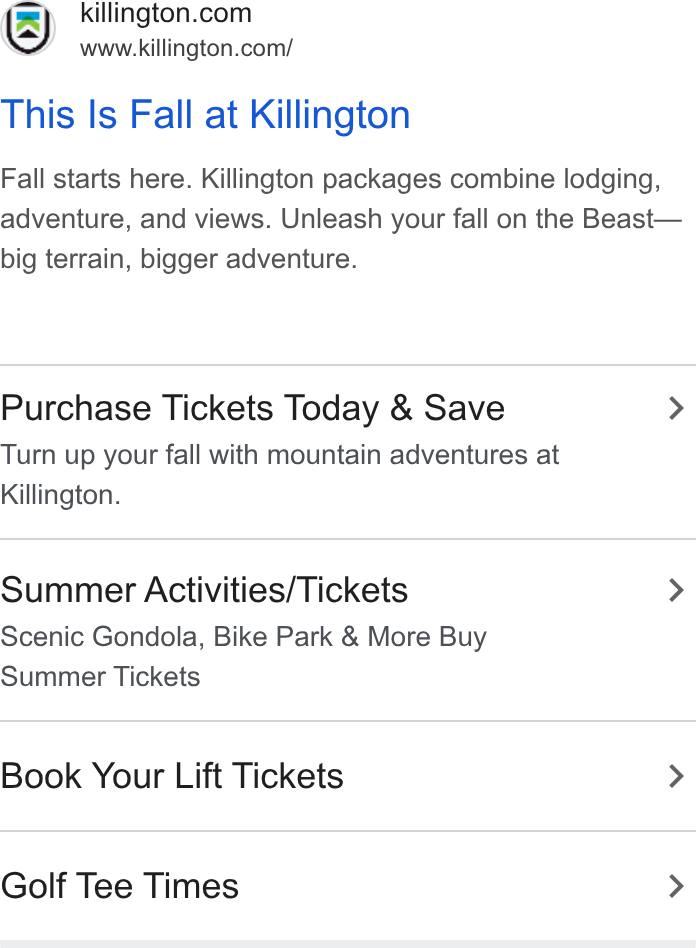 killington.com
www.killington.com/
This Is Fall at Killington
Fall starts here. Killington packages combine lodging,
adventure, and views. Unleash your fall on the Beast—
big terrain, bigger adventure.
Purchase Tickets Today & Save
Turn up your fall with mountain adventures at
Killington.
Summer Activities/Tickets
Scenic Gondola, Bike Park & More Buy
Summer Tickets
Book Your Lift Tickets
Golf Tee Times